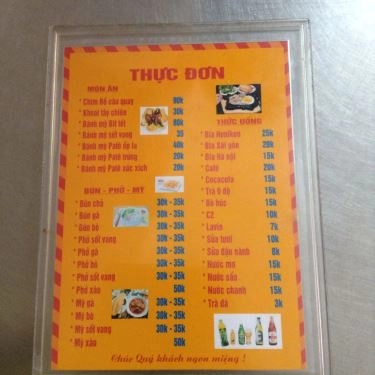 THỰC ĐƠN
MÓN ĂN
* Chim Bồ câu quay 90k
* Khoai tây chiên 30k
* Bánh mỳ Bít tết 60k
* Bánh mỳ sốt vang 35
* Bánh mỳ Patê ốp la 40k
* Bánh mỳ Patê trứng 20k
* Bánh mỳ Patê xúc xích 20k
BÚN - PHỞ - MỲ
* Bún chả 30k - 35k
* Bún gà 30k - 35k
* Bún bò 30k - 35k
* Phở sốt vang 30k - 35k
* Phở gà 30k - 35k
* Phở bò 30k - 35k
* Phở sốt vang 30k - 35k
* Phở xào 50k
* Mỳ gà 30k - 35k
* Mỳ bò 30k - 35k
* Mỳ sốt vang 30k - 35k
* Mỳ xào 50k
THỨC UỐNG
* Bia Heniken 25k
* Bia Sài gòn 20k
* Bia Hà nội 15k
* Café 20k
* Cococola 15k
* Trà 0 độ 15k
* Bò húc 15k
* C2 10k
* Lavin 7k
* Sữa tươi 10k
* Sữa đậu nành 8k
* Nước mơ 15k
* Nước sấu 15k
* Nước chanh 15k
* Trà đá 3k
Chúc Quý khách ngon miệng !